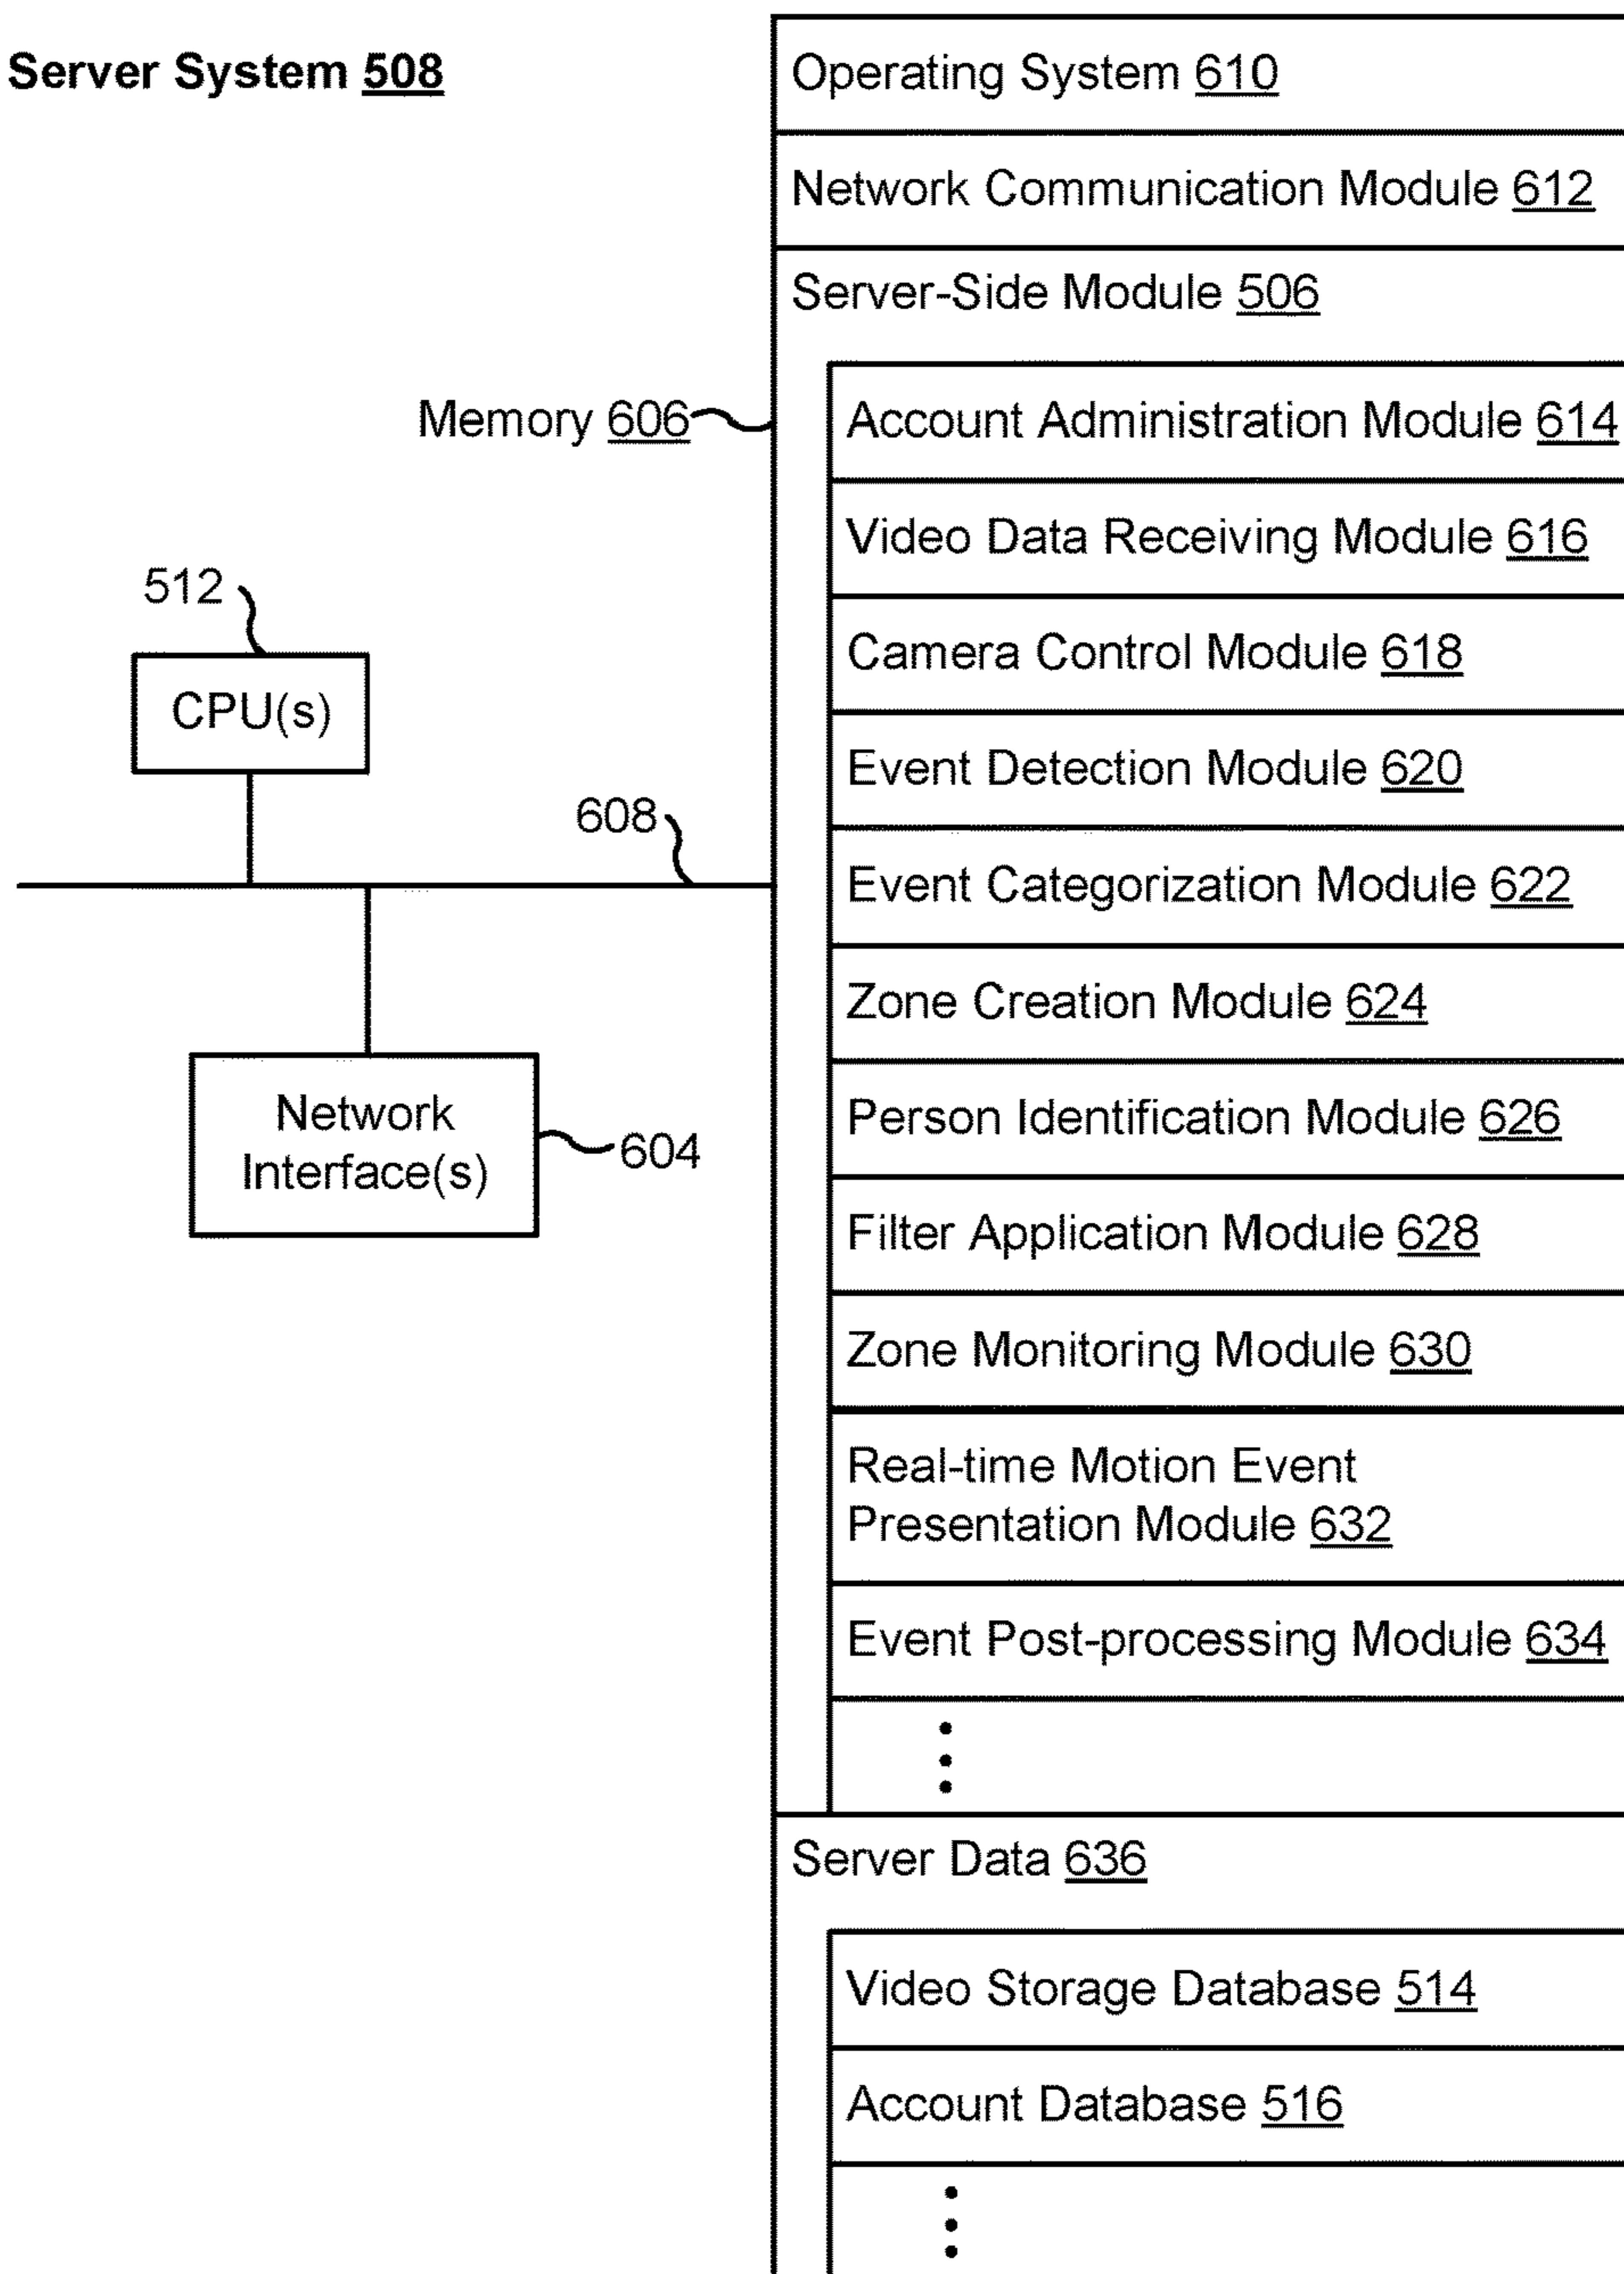 Server System 508
Operating System 610
Network Communication Module 612
Server-Side Module 506
Memory 606
Account Administration Module 614
Video Data Receiving Module 616
512
CPU(s)
Camera Control Module 618
Event Detection Module 620
608
Event Categorization Module 622
Zone Creation Module 624
Network
Interface(s)
604
Person Identification Module 626
Filter Application Module 628
Zone Monitoring Module 630
Real-time Motion Event
Presentation Module 632
Event Post-processing Module 634
Server Data 636
Video Storage Database 514
Account Database 516